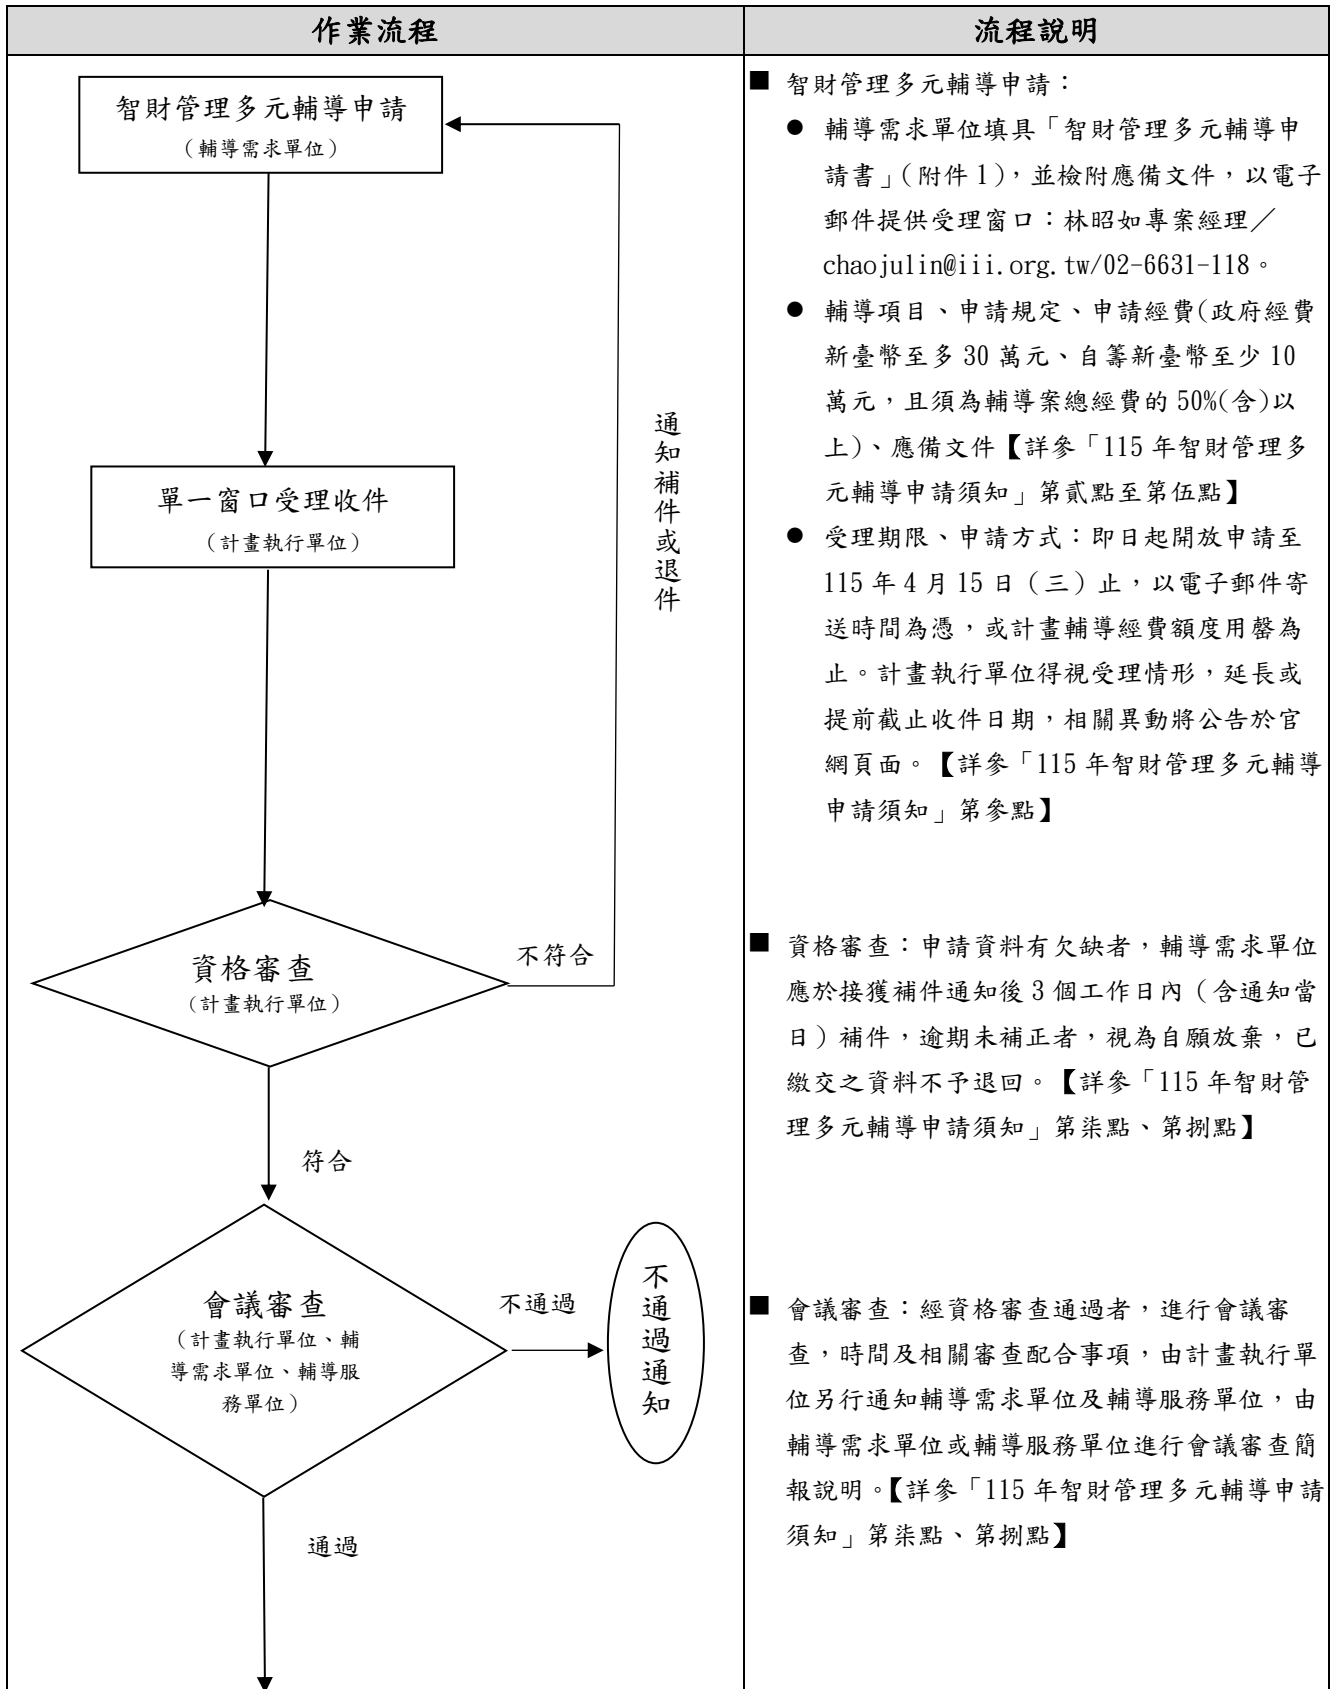 作業流程
流程說明
智財管理多元輔導申請
（輔導需求單位）
單一窗口受理收件
（計畫執行單位）
通知補件或退件
資格審查
（計畫執行單位）
不符合
符合
會議審查
（計畫執行單位、輔
導需求單位、輔導服
務單位）
不通過
不通過通知
通過
■ 智財管理多元輔導申請：
● 輔導需求單位填具「智財管理多元輔導申
請書」（附件 1），並檢附應備文件，以電子
郵件提供受理窗口：林昭如專案經理／
chaojulin@iii.org.tw/02-6631-118。
● 輔導項目、申請規定、申請經費(政府經費
新臺幣至多 30 萬元、自籌新臺幣至少 10
萬元，且須為輔導案總經費的 50%(含)以
上)、應備文件【詳參「115 年智財管理多
元輔導申請須知」第貳點至第伍點】
● 受理期限、申請方式：即日起開放申請至
115 年 4 月 15 日（三）止，以電子郵件寄
送時間為憑，或計畫輔導經費額度用罄為
止。計畫執行單位得視受理情形，延長或
提前截止收件日期，相關異動將公告於官
網頁面。【詳參「115 年智財管理多元輔導
申請須知」第參點】
■ 資格審查：申請資料有欠缺者，輔導需求單位
應於接獲補件通知後 3 個工作日內（含通知當
日）補件，逾期未補正者，視為自願放棄，已
繳交之資料不予退回。【詳參「115 年智財管
理多元輔導申請須知」第柒點、第捌點】
■ 會議審查：經資格審查通過者，進行會議審
查，時間及相關審查配合事項，由計畫執行單
位另行通知輔導需求單位及輔導服務單位，由
輔導需求單位或輔導服務單位進行會議審查簡
報說明。【詳參「115 年智財管理多元輔導申請
須知」第柒點、第捌點】